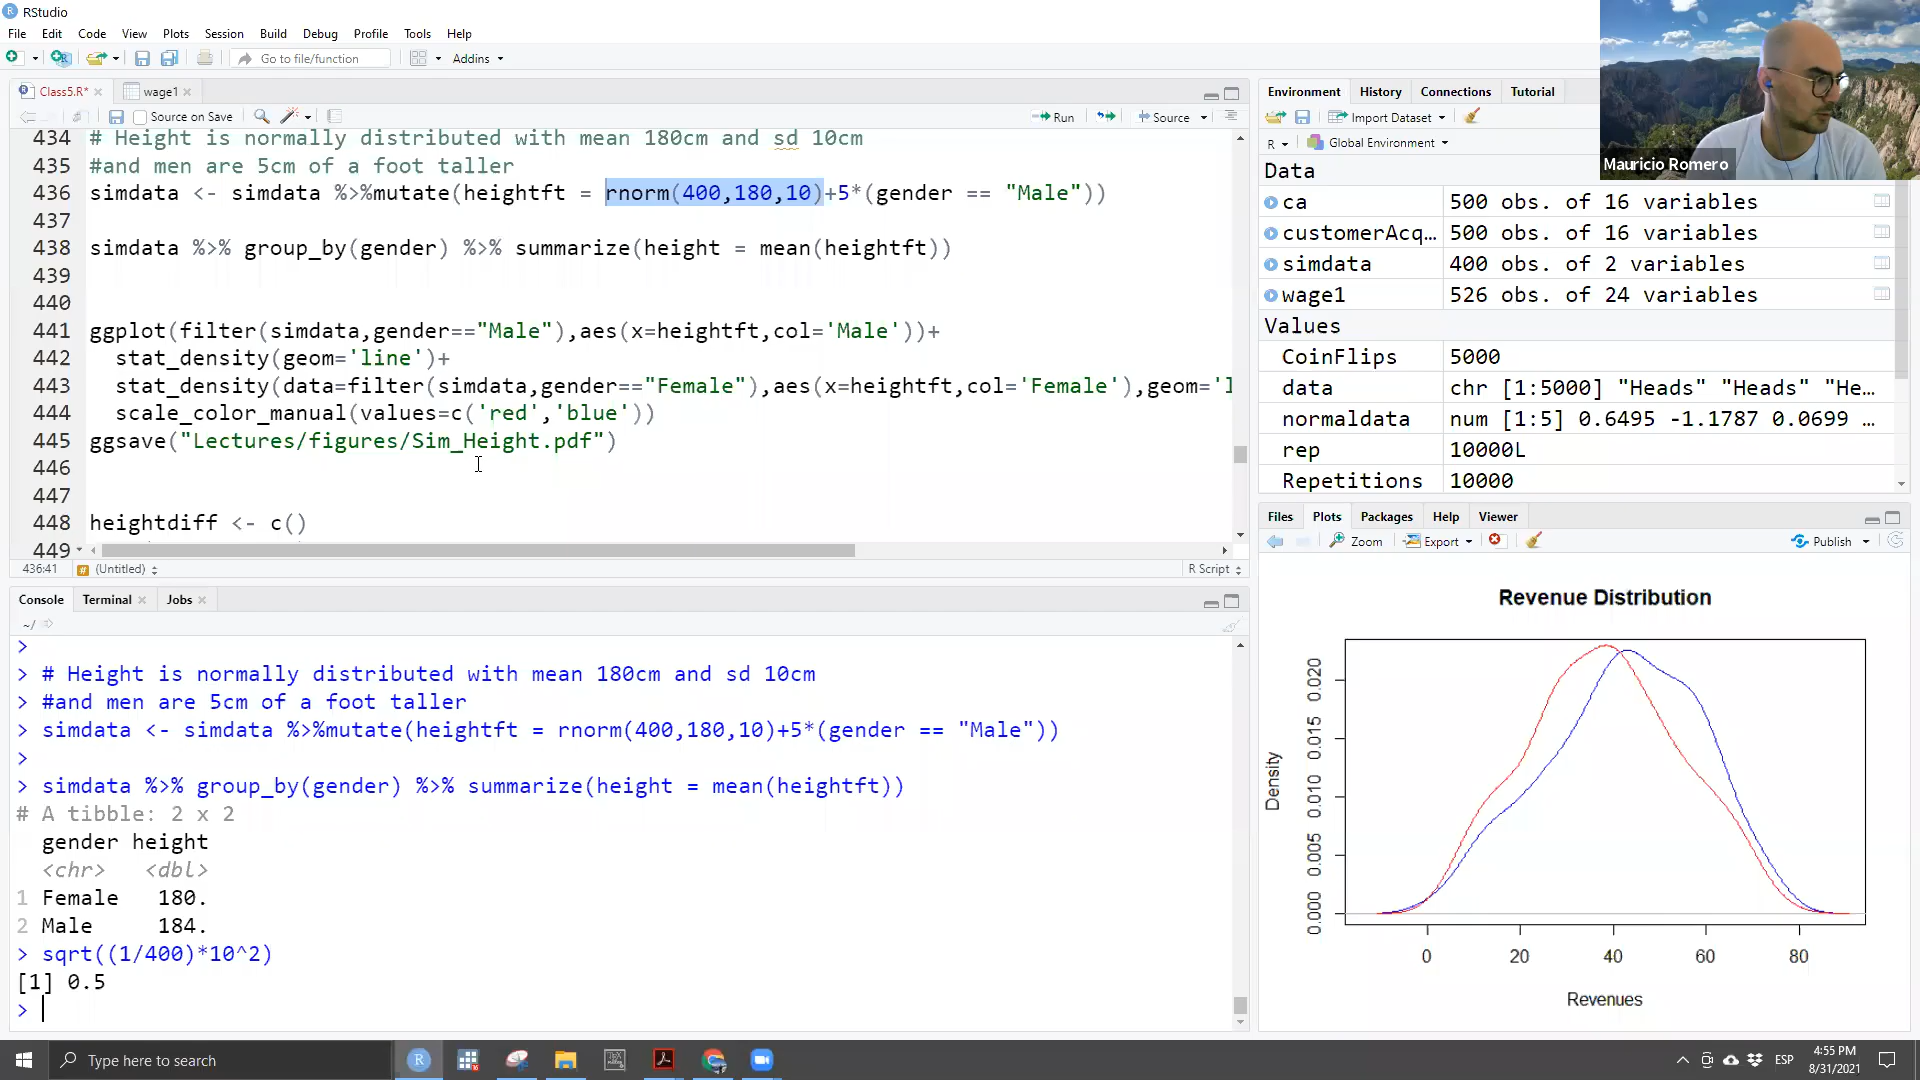 RStudio
File Edit Code View Plots Session Build Debug Profile Tools Help
Go to file/function Addins
Class5.R* wage1
Source on Save Run Source
434 # Height is normally distributed with mean 180cm and sd 10cm
435 #and men are 5cm of a foot taller
436 simdata <- simdata %>%mutate(heightft = rnorm(400,180,10)+5*(gender == "Male"))
437
438 simdata %>% group_by(gender) %>% summarize(height = mean(heightft))
439
440
441 ggplot(filter(simdata,gender=="Male"),aes(x=heightft,col='Male'))+
442 stat_density(geom='line')+
443 stat_density(data=filter(simdata,gender=="Female"),aes(x=heightft,col='Female'),geom='l
444 scale_color_manual(values=c('red','blue'))
445 ggsave("Lectures/figures/Sim_Height.pdf")
446
447
448 heightdiff <- c()
449
436:41 (Untitled) R Script
Console Terminal Jobs
~/
>
> # Height is normally distributed with mean 180cm and sd 10cm
> #and men are 5cm of a foot taller
> simdata <- simdata %>%mutate(heightft = rnorm(400,180,10)+5*(gender == "Male"))
>
> simdata %>% group_by(gender) %>% summarize(height = mean(heightft))
# A tibble: 2 x 2
gender height
<chr> <dbl>
1 Female 180.
2 Male 184.
> sqrt((1/400)*10^2)
[1] 0.5
>
Environment History Connections Tutorial
Import Dataset
R Global Environment
Data
ca 500 obs. of 16 variables
customerAcq… 500 obs. of 16 variables
simdata 400 obs. of 2 variables
wage1 526 obs. of 24 variables
Values
CoinFlips 5000
data chr [1:5000] "Heads" "Heads" "He…
normaldata num [1:5] 0.6495 -1.1787 0.0699 …
rep 10000L
Repetitions 10000
Mauricio Romero
Files Plots Packages Help Viewer
Zoom Export Publish
Revenue Distribution
Density
0.000 0.005 0.010 0.015 0.020
0 20 40 60 80
Revenues
Type here to search
ESP
4:55 PM
8/31/2021